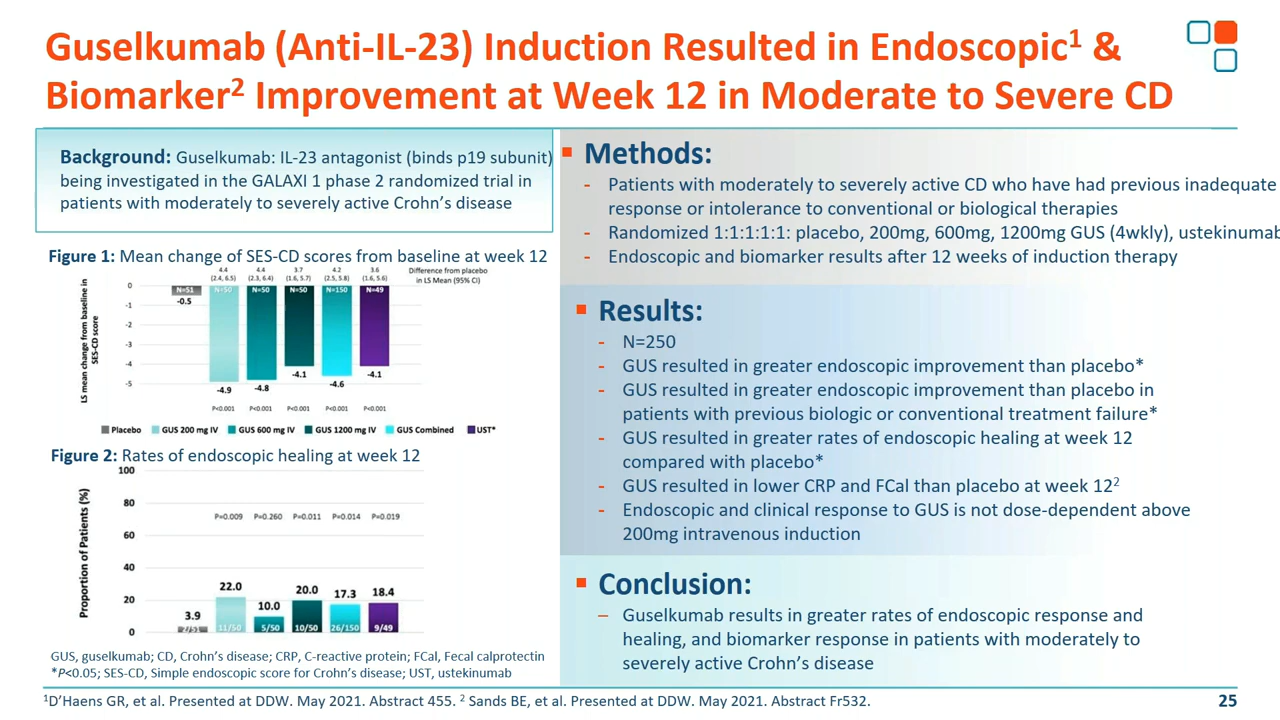 Guselkumab (Anti-IL-23) Induction Resulted in Endoscopic¹ &
Biomarker² Improvement at Week 12 in Moderate to Severe CD
Background: Guselkumab: IL-23 antagonist (binds p19 subunit)
being investigated in the GALAXI 1 phase 2 randomized trial in
patients with moderately to severely active Crohn's disease
Figure 1: Mean change of SES-CD scores from baseline at week 12
4.4 4.4 3.7 4.2 3.6 Difference from placebo
(2.4, 6.5) (2.3, 6.4) (1.6, 5.7) (2.5, 5.8) (1.6, 5.6) in LS Mean (95% CI)
LS mean change from baseline in
SES-CD score
0
-1
-2
-3
-4
-5
N=51 N=50 N=50 N=50 N=150 N=49
-0.5
-4.9 -4.8 -4.1 -4.6 -4.1
P<0.001 P<0.001 P<0.001 P<0.001 P<0.001
Placebo GUS 200 mg IV GUS 600 mg IV GUS 1200 mg IV GUS Combined UST*
Figure 2: Rates of endoscopic healing at week 12
Proportion of Patients (%)
100
80
60
40
20
0
P=0.009 P=0.260 P=0.011 P=0.014 P=0.019
3.9 22.0 10.0 20.0 17.3 18.4
2/51 11/50 5/50 10/50 26/150 9/49
GUS, guselkumab; CD, Crohn's disease; CRP, C-reactive protein; FCal, Fecal calprotectin
*P<0.05; SES-CD, Simple endoscopic score for Crohn's disease; UST, ustekinumab
Methods:
- Patients with moderately to severely active CD who have had previous inadequate
response or intolerance to conventional or biological therapies
- Randomized 1:1:1:1:1: placebo, 200mg, 600mg, 1200mg GUS (4wkly), ustekinumab
- Endoscopic and biomarker results after 12 weeks of induction therapy
Results:
- N=250
- GUS resulted in greater endoscopic improvement than placebo*
- GUS resulted in greater endoscopic improvement than placebo in
patients with previous biologic or conventional treatment failure*
- GUS resulted in greater rates of endoscopic healing at week 12
compared with placebo*
- GUS resulted in lower CRP and FCal than placebo at week 12²
- Endoscopic and clinical response to GUS is not dose-dependent above
200mg intravenous induction
Conclusion:
– Guselkumab results in greater rates of endoscopic response and
healing, and biomarker response in patients with moderately to
severely active Crohn's disease
¹D'Haens GR, et al. Presented at DDW. May 2021. Abstract 455. ² Sands BE, et al. Presented at DDW. May 2021. Abstract Fr532.
25